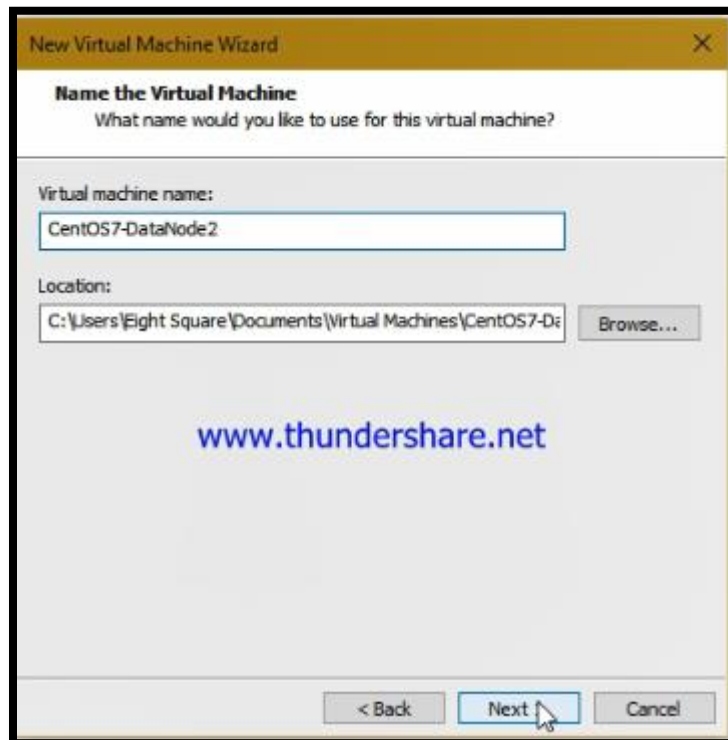 New Virtual Machine Wizard
Name the Virtual Machine
What name would you like to use for this virtual machine?
Virtual machine name:
CentOS7-DataNode2
Location:
C:\Users\Eight Square\Documents\Virtual Machines\CentOS7-Da
Browse...
www.thundershare.net
< Back Next > Cancel